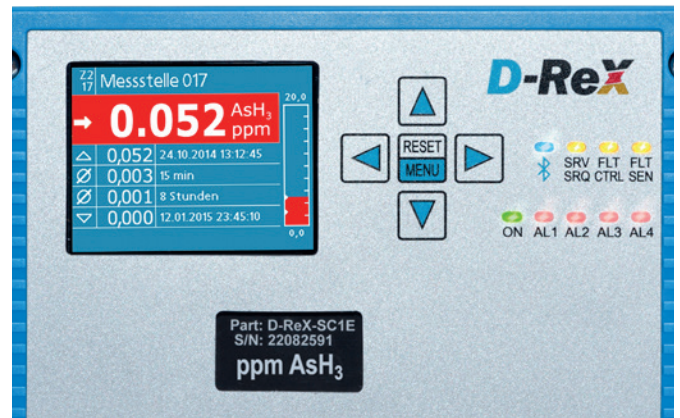 22
17
Messstelle 017
20,0
→ 0.052 AsH₃ ppm
△ 0,052 24.10.2014 13:12:45
Ø 0,003 15 min
Ø 0,001 8 Stunden
▽ 0,000 12.01.2015 23:45:10
0,0
RESET
MENU
D-ReX
SRV FLT FLT
SRQ CTRL SEN
ON AL1 AL2 AL3 AL4
Part: D-ReX-SC1E
S/N: 22082591
ppm AsH₃